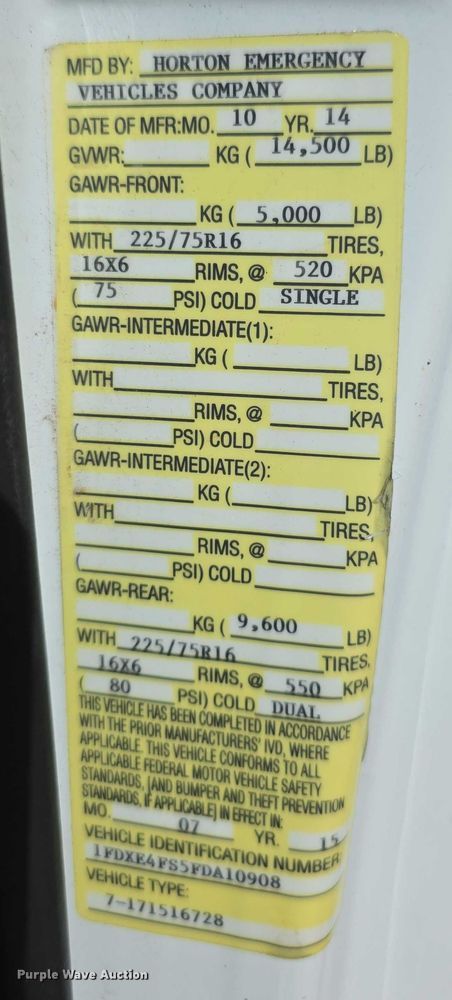 MFD BY: HORTON EMERGENCY
VEHICLES COMPANY
DATE OF MFR:MO. 10 YR. 14
GVWR: KG ( 14,500 LB)
GAWR-FRONT:
KG ( 5,000 LB)
WITH 225/75R16 TIRES,
16X6 RIMS, @ 520 KPA
( 75 PSI) COLD SINGLE
GAWR-INTERMEDIATE(1):
KG ( LB)
WITH TIRES,
RIMS, @ KPA
( PSI) COLD
GAWR-INTERMEDIATE(2):
KG ( LB)
WITH TIRES,
RIMS, @ KPA
( PSI) COLD
GAWR-REAR:
KG ( 9,600 LB)
WITH 225/75R16 TIRES,
16X6 RIMS, @ 550 KPA
( 80 PSI) COLD DUAL
THIS VEHICLE HAS BEEN COMPLETED IN ACCORDANCE
WITH THE PRIOR MANUFACTURERS' IVD, WHERE
APPLICABLE. THIS VEHICLE CONFORMS TO ALL
APPLICABLE FEDERAL MOTOR VEHICLE SAFETY
STANDARDS, [AND BUMPER AND THEFT PREVENTION
STANDARDS, IF APPLICABLE] IN EFFECT IN:
MO. 07 YR. 15
VEHICLE IDENTIFICATION NUMBER:
1FDXE4FS5FDA10908
VEHICLE TYPE:
7-171516728
Purple Wave Auction